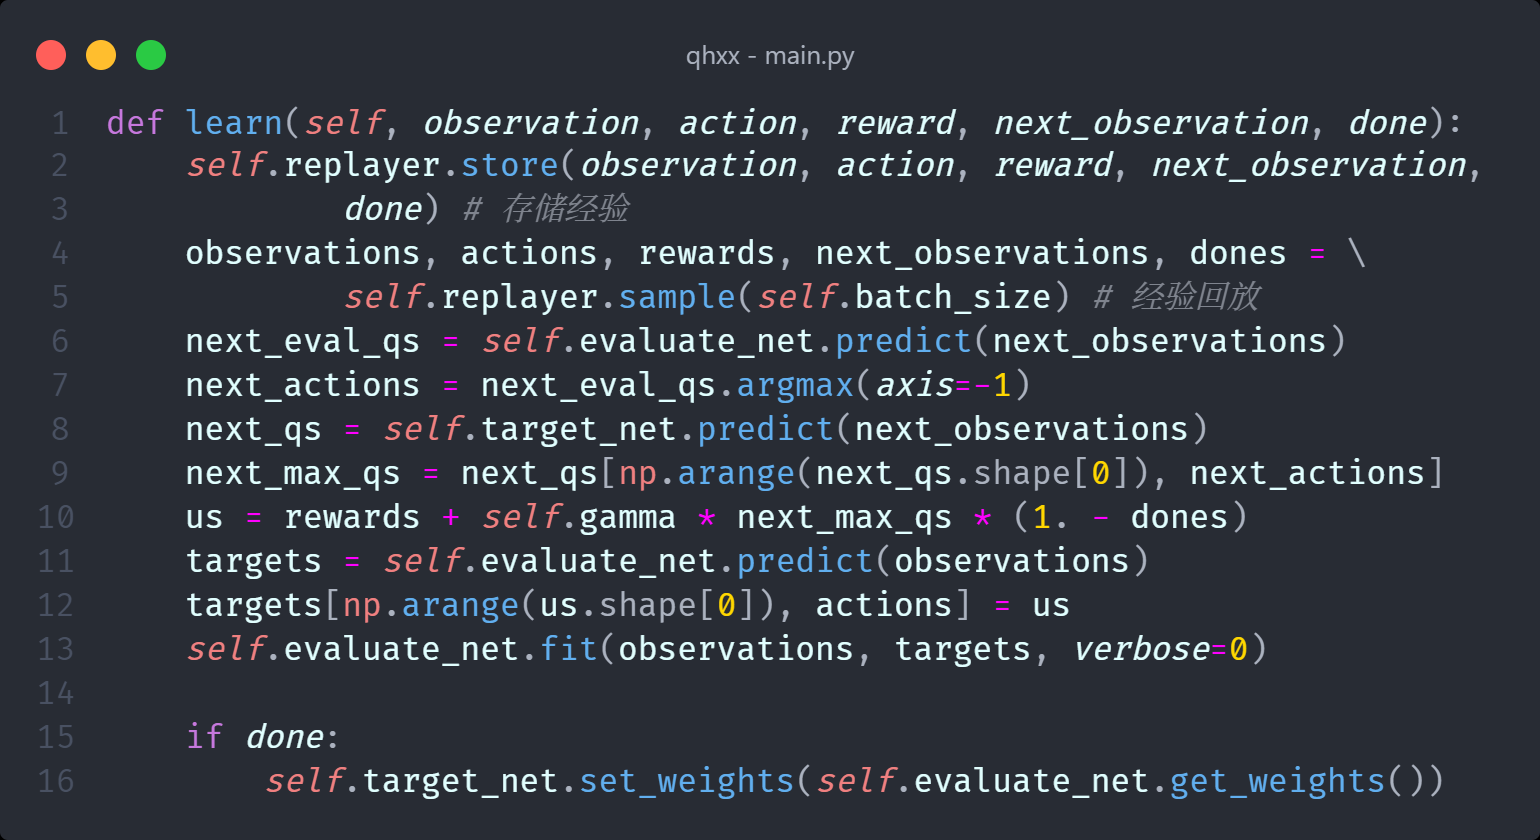 qhxx - main.py
1 def learn(self, observation, action, reward, next_observation, done):
2     self.replayer.store(observation, action, reward, next_observation,
3             done) # 存储经验
4     observations, actions, rewards, next_observations, dones = \
5             self.replayer.sample(self.batch_size) # 经验回放
6     next_eval_qs = self.evaluate_net.predict(next_observations)
7     next_actions = next_eval_qs.argmax(axis=-1)
8     next_qs = self.target_net.predict(next_observations)
9     next_max_qs = next_qs[np.arange(next_qs.shape[0]), next_actions]
10     us = rewards + self.gamma * next_max_qs * (1. - dones)
11     targets = self.evaluate_net.predict(observations)
12     targets[np.arange(us.shape[0]), actions] = us
13     self.evaluate_net.fit(observations, targets, verbose=0)
14
15     if done:
16         self.target_net.set_weights(self.evaluate_net.get_weights())